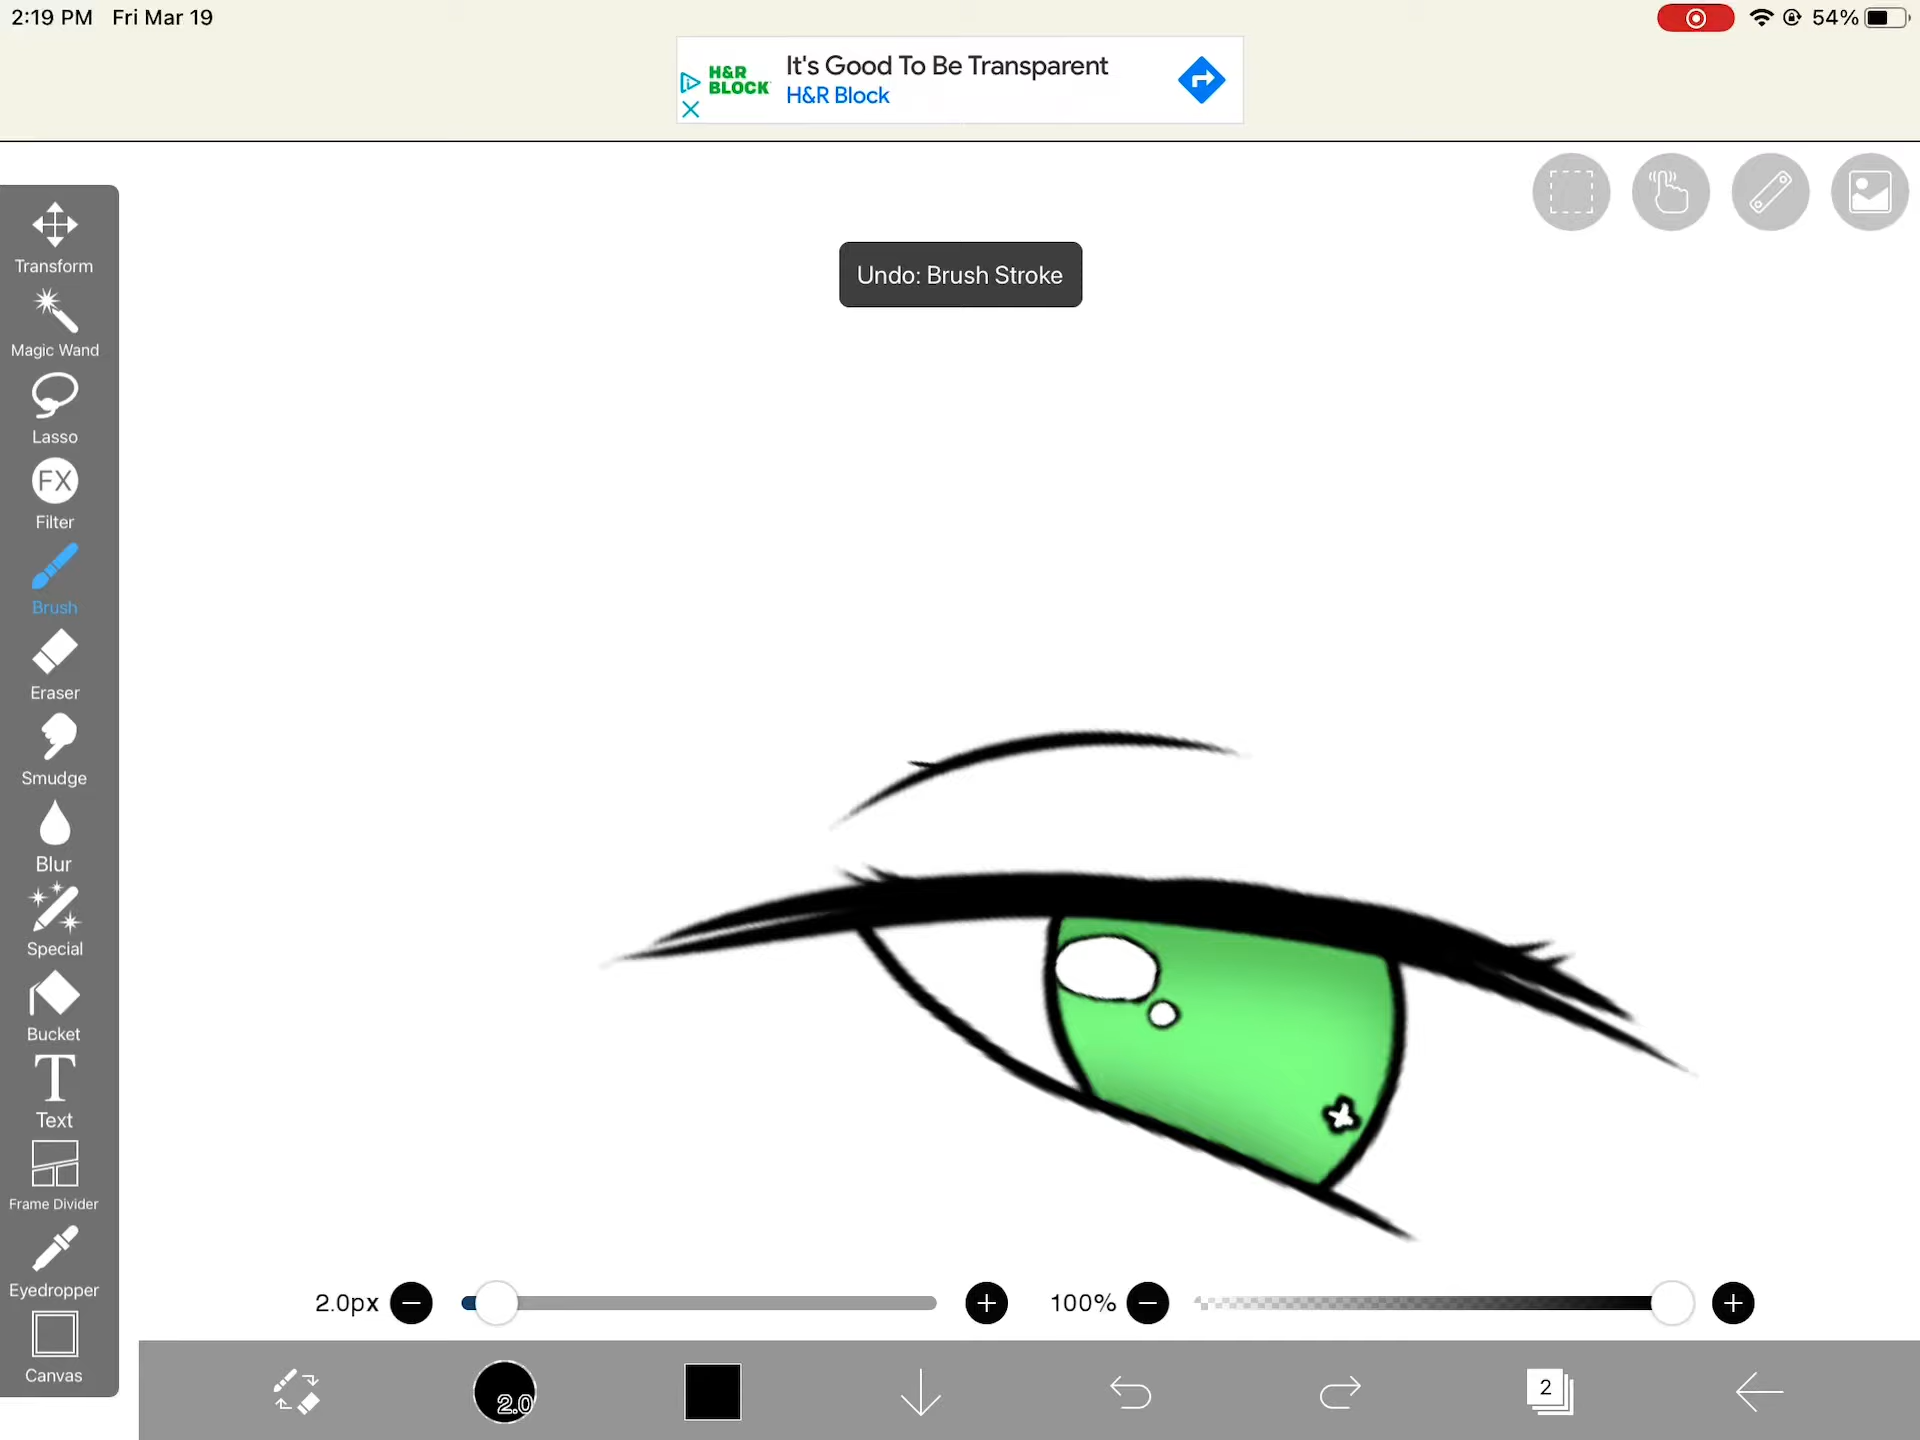 2:19 PM Fri Mar 19
54%
H&R
BLOCK
It's Good To Be Transparent
H&R Block
Undo: Brush Stroke
Transform
Magic Wand
Lasso
FX
Filter
Brush
Eraser
Smudge
Blur
Special
Bucket
T
Text
Frame Divider
Eyedropper
Canvas
2.0px
100%
2.0
2